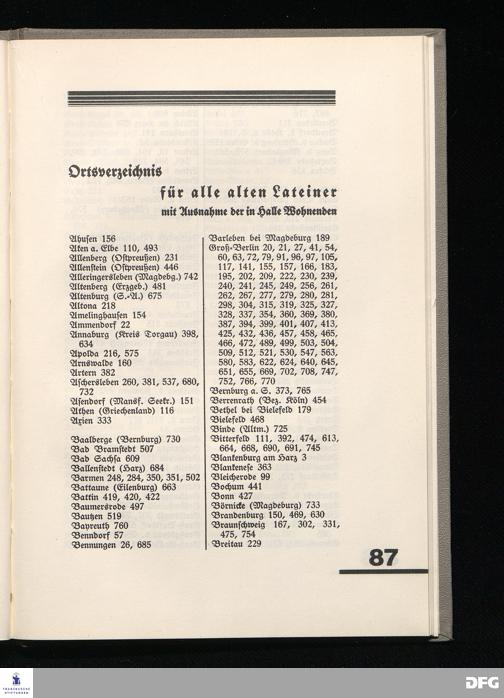 Ortsverzeichnis
für alle alten Lateiner
mit Ausnahme der in Halle Wohnenden
Ahusen 156
Aken a. Elbe 110, 493
Allenberg (Ostpreußen) 231
Allenstein (Ostpreußen) 446
Alleringersleben (Magdebg.) 742
Altenberg (Erzgeb.) 481
Altenburg (S.-A.) 675
Altona 218
Amelinghausen 154
Ammendorf 22
Annaburg (Kreis Torgau) 398,
634
Apolda 216, 575
Arnswalde 160
Artern 382
Aschersleben 260, 381, 537, 680,
732
Asendorf (Mansf. Seekr.) 151
Athen (Griechenland) 116
Axien 333
Baalberge (Bernburg) 730
Bad Bramstedt 507
Bad Sachsa 609
Ballenstedt (Harz) 684
Barmen 248, 284, 350, 351, 502
Battaune (Eilenburg) 663
Battin 419, 420, 422
Baumersrode 497
Bautzen 519
Bayreuth 760
Benndorf 57
Bennungen 26, 685
Barleben bei Magdeburg 189
Groß-Berlin 20, 21, 27, 41, 54,
60, 63, 72, 79, 91, 96, 97, 105,
117, 141, 155, 157, 166, 183,
195, 202, 209, 222, 230, 239,
240, 241, 245, 249, 256, 261,
262, 267, 277, 279, 280, 281,
298, 304, 315, 319, 325, 327,
328, 337, 354, 360, 369, 380,
387, 394, 399, 401, 407, 413,
425, 432, 436, 457, 458, 465,
466, 472, 489, 499, 503, 504,
509, 512, 521, 530, 547, 563,
580, 583, 622, 624, 640, 645,
651, 655, 669, 702, 708, 747,
752, 766, 770
Bernburg a. S. 373, 765
Berrenrath (Bez. Köln) 454
Bethel bei Bielefeld 179
Bielefeld 468
Binde (Altm.) 725
Bitterfeld 111, 392, 474, 613,
664, 668, 690, 691, 745
Blankenburg am Harz 3
Blankenese 363
Bleicherode 99
Bochum 441
Bonn 427
Börnicke (Magdeburg) 733
Brandenburg 150, 469, 630
Braunschweig 167, 302, 331,
475, 754
Breitau 229
87
FRANCKESCHE
STIFTUNGEN
DFG